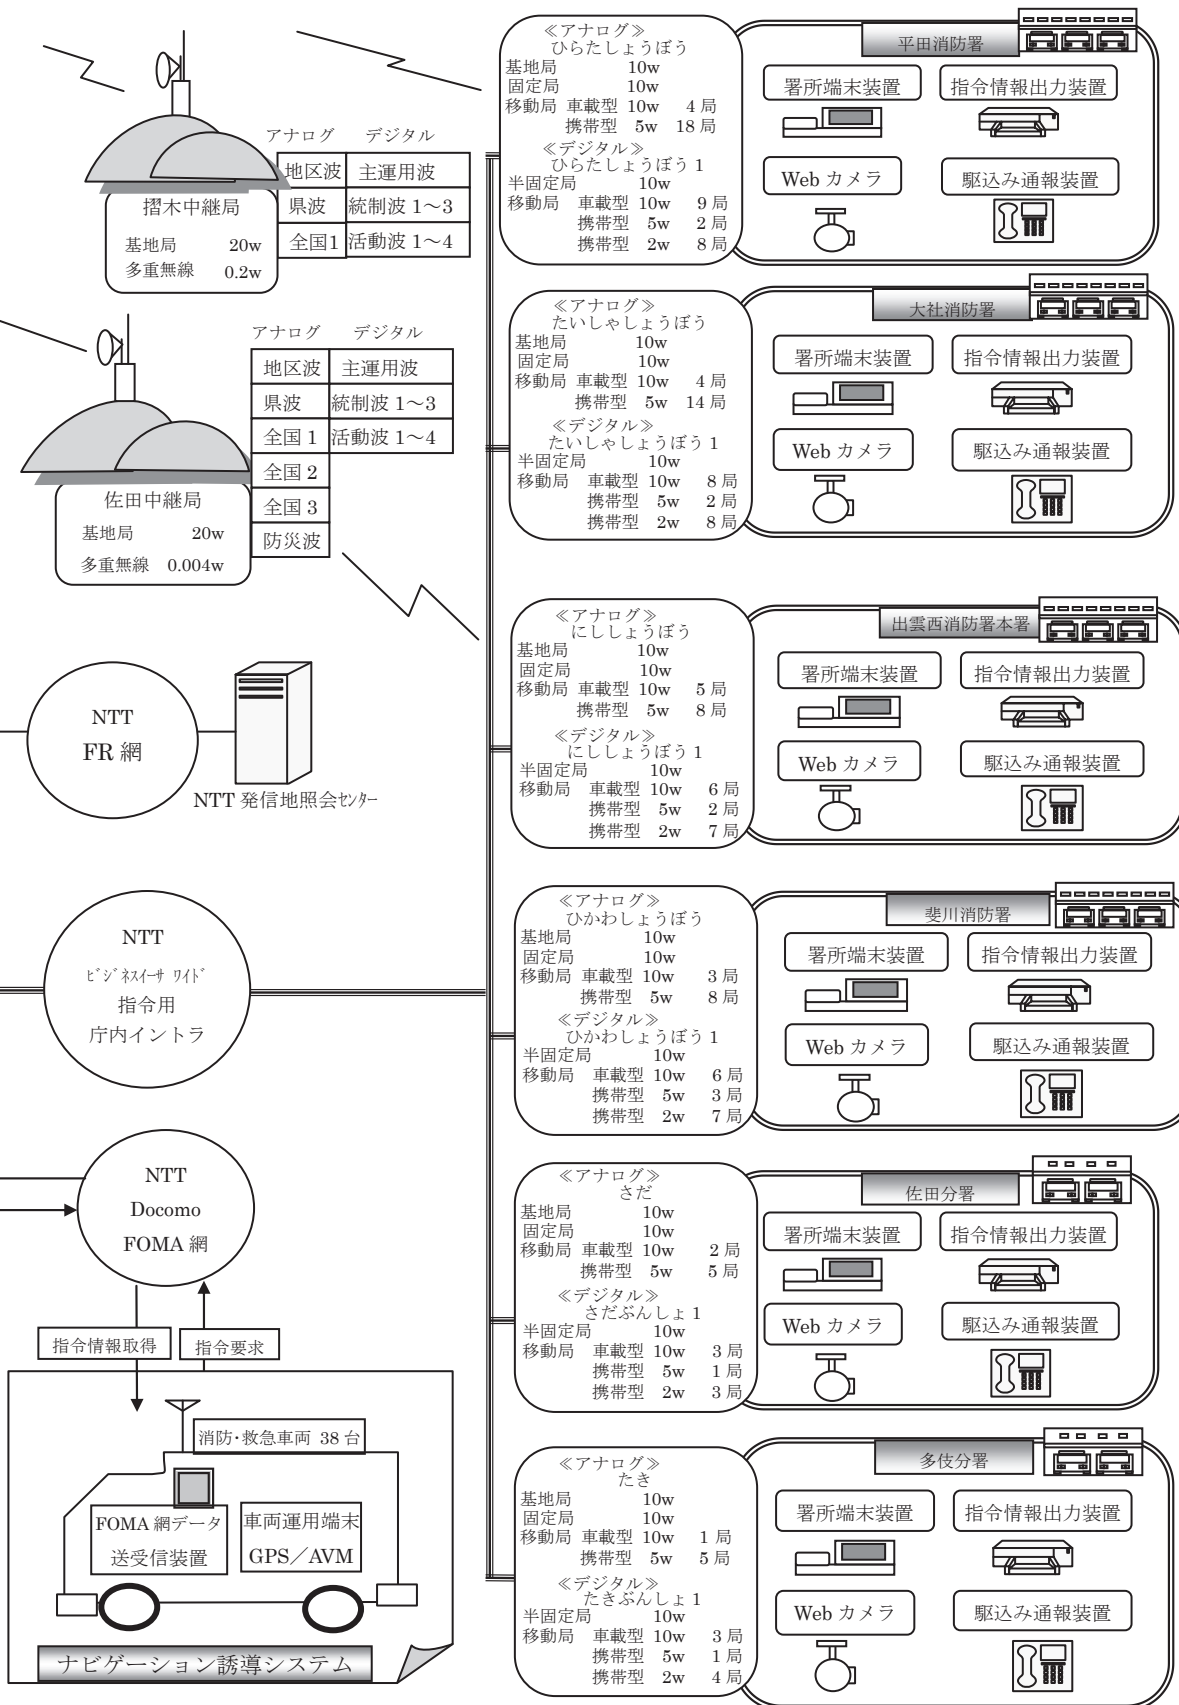 アナログ デジタル
地区波 主運用波
県波 統制波 1～3
全国1 活動波 1～4
摺木中継局
基地局 20w
多重無線 0.2w
アナログ デジタル
地区波 主運用波
県波 統制波 1～3
全国 1 活動波 1～4
全国 2
全国 3
防災波
佐田中継局
基地局 20w
多重無線 0.004w
NTT
FR 網
NTT 発信地照会ｾﾝﾀｰ
NTT
ﾋﾞｼﾞﾈｽｲｰｻ ﾜｲﾄﾞ
指令用
庁内イントラ
NTT
Docomo
FOMA 網
指令情報取得 指令要求
消防･救急車両 38 台
FOMA 網データ
送受信装置
車両運用端末
GPS／AVM
ナビゲーション誘導システム
≪アナログ≫
ひらたしょうぼう
基地局 10w
固定局 10w
移動局 車載型 10w 4 局
携帯型 5w 18 局
≪デジタル≫
ひらたしょうぼう 1
半固定局 10w
移動局 車載型 10w 9 局
携帯型 5w 2 局
携帯型 2w 8 局
平田消防署
署所端末装置 指令情報出力装置
Web カメラ 駆込み通報装置
≪アナログ≫
たいしゃしょうぼう
基地局 10w
固定局 10w
移動局 車載型 10w 4 局
携帯型 5w 14 局
≪デジタル≫
たいしゃしょうぼう 1
半固定局 10w
移動局 車載型 10w 8 局
携帯型 5w 2 局
携帯型 2w 8 局
大社消防署
署所端末装置 指令情報出力装置
Web カメラ 駆込み通報装置
≪アナログ≫
にししょうぼう
基地局 10w
固定局 10w
移動局 車載型 10w 5 局
携帯型 5w 8 局
≪デジタル≫
にししょうぼう 1
半固定局 10w
移動局 車載型 10w 6 局
携帯型 5w 2 局
携帯型 2w 7 局
出雲西消防署本署
署所端末装置 指令情報出力装置
Web カメラ 駆込み通報装置
≪アナログ≫
ひかわしょうぼう
基地局 10w
固定局 10w
移動局 車載型 10w 3 局
携帯型 5w 8 局
≪デジタル≫
ひかわしょうぼう 1
半固定局 10w
移動局 車載型 10w 6 局
携帯型 5w 3 局
携帯型 2w 7 局
斐川消防署
署所端末装置 指令情報出力装置
Web カメラ 駆込み通報装置
≪アナログ≫
さだ
基地局 10w
固定局 10w
移動局 車載型 10w 2 局
携帯型 5w 5 局
≪デジタル≫
さだぶんしょ 1
半固定局 10w
移動局 車載型 10w 3 局
携帯型 5w 1 局
携帯型 2w 3 局
佐田分署
署所端末装置 指令情報出力装置
Web カメラ 駆込み通報装置
≪アナログ≫
たき
基地局 10w
固定局 10w
移動局 車載型 10w 1 局
携帯型 5w 5 局
≪デジタル≫
たきぶんしょ 1
半固定局 10w
移動局 車載型 10w 3 局
携帯型 5w 1 局
携帯型 2w 4 局
多伎分署
署所端末装置 指令情報出力装置
Web カメラ 駆込み通報装置